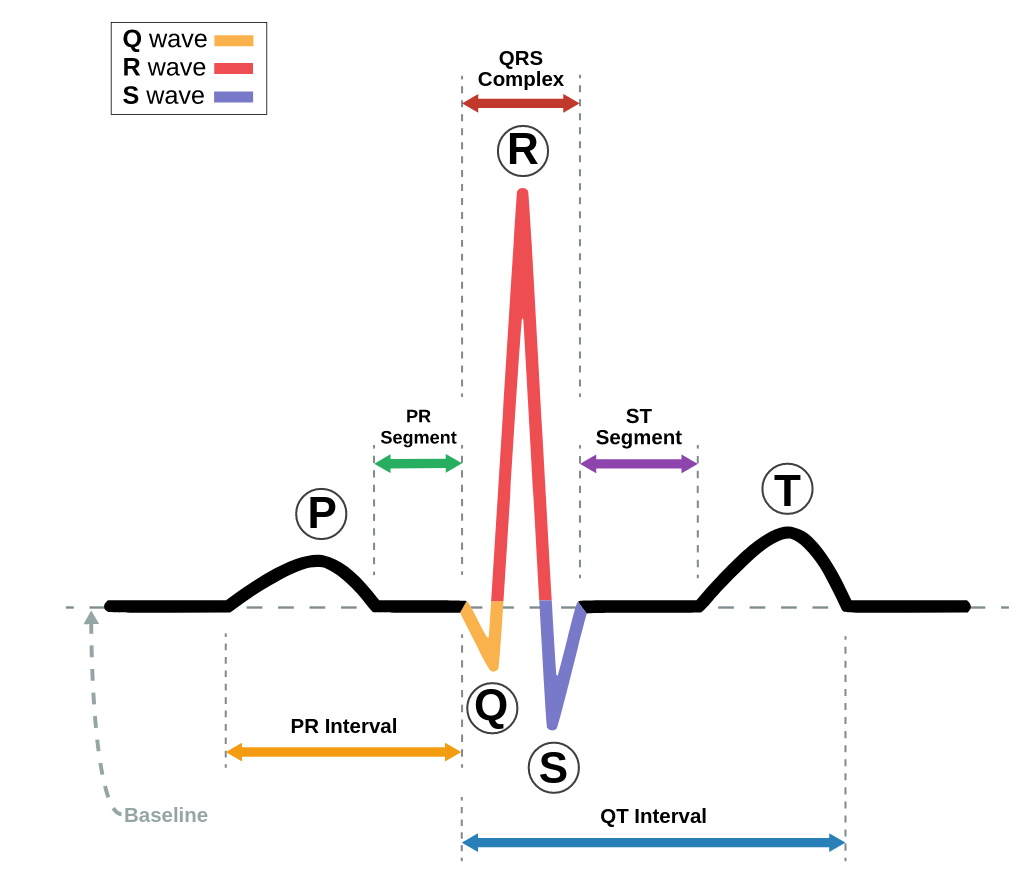 Q wave
R wave
S wave
QRS
Complex
R
PR
Segment
ST
Segment
P
T
Q
PR Interval
S
Baseline
QT Interval